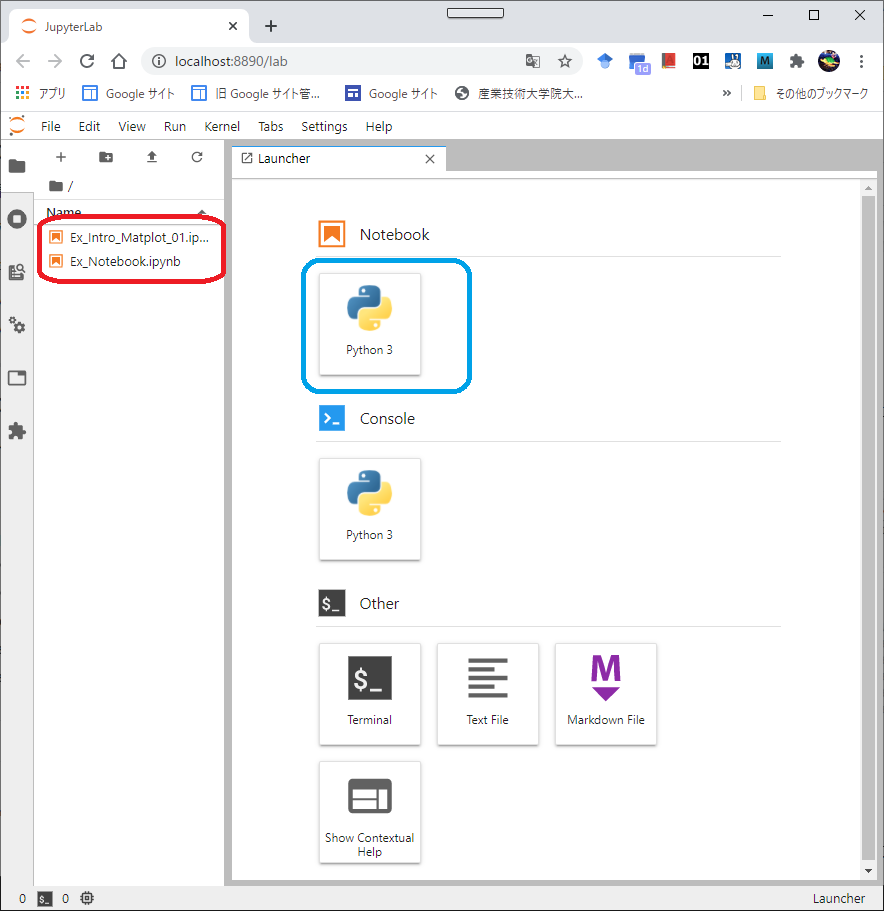 JupyterLab
localhost:8890/lab
1d
01
17
M
アプリ
Google サイト
旧 Google サイト管...
Google サイト
産業技術大学院大...
»
その他のブックマーク
File Edit View Run Kernel Tabs Settings Help
Launcher
/
Name
Ex_Intro_Matplot_01.ip...
Ex_Notebook.ipynb
Notebook
Python 3
Console
Python 3
$_ Other
$_
M
Terminal
Text File
Markdown File
Show Contextual
Help
0 $_ 0
Launcher